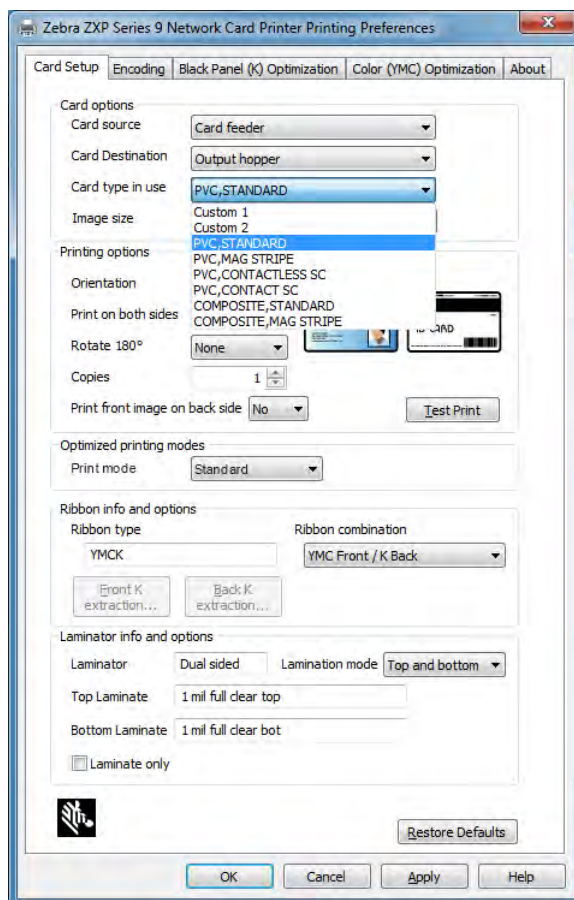 Zebra ZXP Series 9 Network Card Printer Printing Preferences
Card Setup Encoding Black Panel (K) Optimization Color (YMC) Optimization About
Card options
Card source Card feeder
Card Destination Output hopper
Card type in use PVC,STANDARD
Image size
Custom 1
Custom 2
PVC,STANDARD
PVC,MAG STRIPE
PVC,CONTACTLESS SC
PVC,CONTACT SC
COMPOSITE,STANDARD
COMPOSITE,MAG STRIPE
Printing options
Orientation
Print on both sides
Rotate 180° None
Copies 1
Print front image on back side No Test Print
Optimized printing modes
Print mode Standard
Ribbon info and options
Ribbon type Ribbon combination
YMCK YMC Front / K Back
Front K extraction... Back K extraction...
Laminator info and options
Laminator Dual sided Lamination mode Top and bottom
Top Laminate 1 mil full clear top
Bottom Laminate 1 mil full clear bot
Laminate only
Restore Defaults
OK Cancel Apply Help